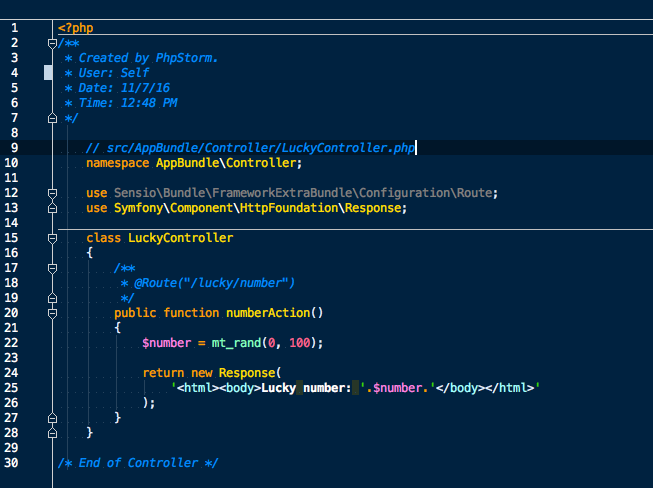 1 <?php
2 /**
3  * Created by PhpStorm.
4  * User: Self
5  * Date: 11/7/16
6  * Time: 12:48 PM
7  */
8
9     // src/AppBundle/Controller/LuckyController.php
10     namespace AppBundle\Controller;
11
12     use Sensio\Bundle\FrameworkExtraBundle\Configuration\Route;
13     use Symfony\Component\HttpFoundation\Response;
14
15     class LuckyController
16     {
17         /**
18          * @Route("/lucky/number")
19          */
20         public function numberAction()
21         {
22             $number = mt_rand(0, 100);
23
24             return new Response(
25                 '<html><body>Lucky number: '.$number.'</body></html>'
26             );
27         }
28     }
29
30 /* End of Controller */